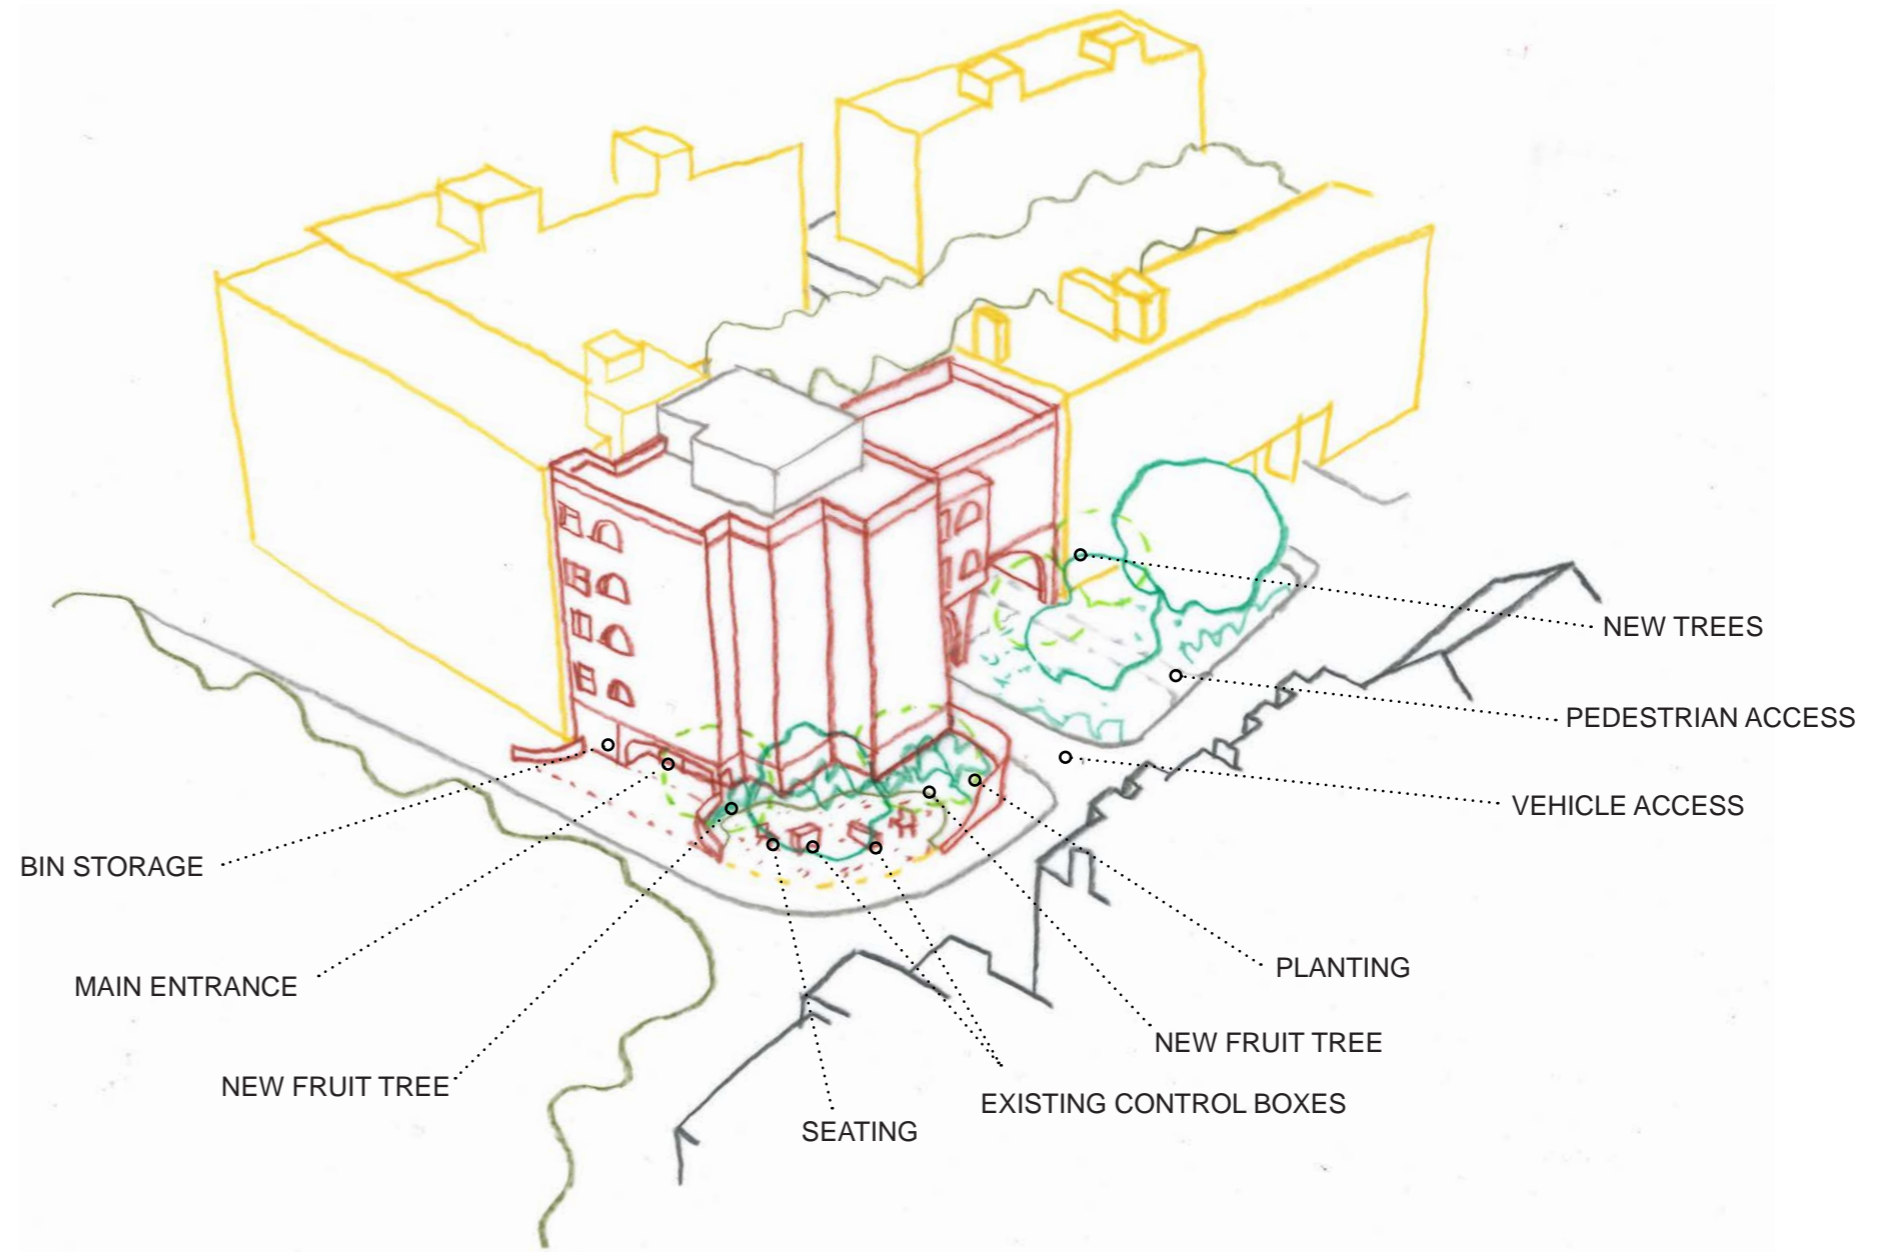 NEW TREES
PEDESTRIAN ACCESS
VEHICLE ACCESS
BIN STORAGE
PLANTING
MAIN ENTRANCE
NEW FRUIT TREE
NEW FRUIT TREE
EXISTING CONTROL BOXES
SEATING